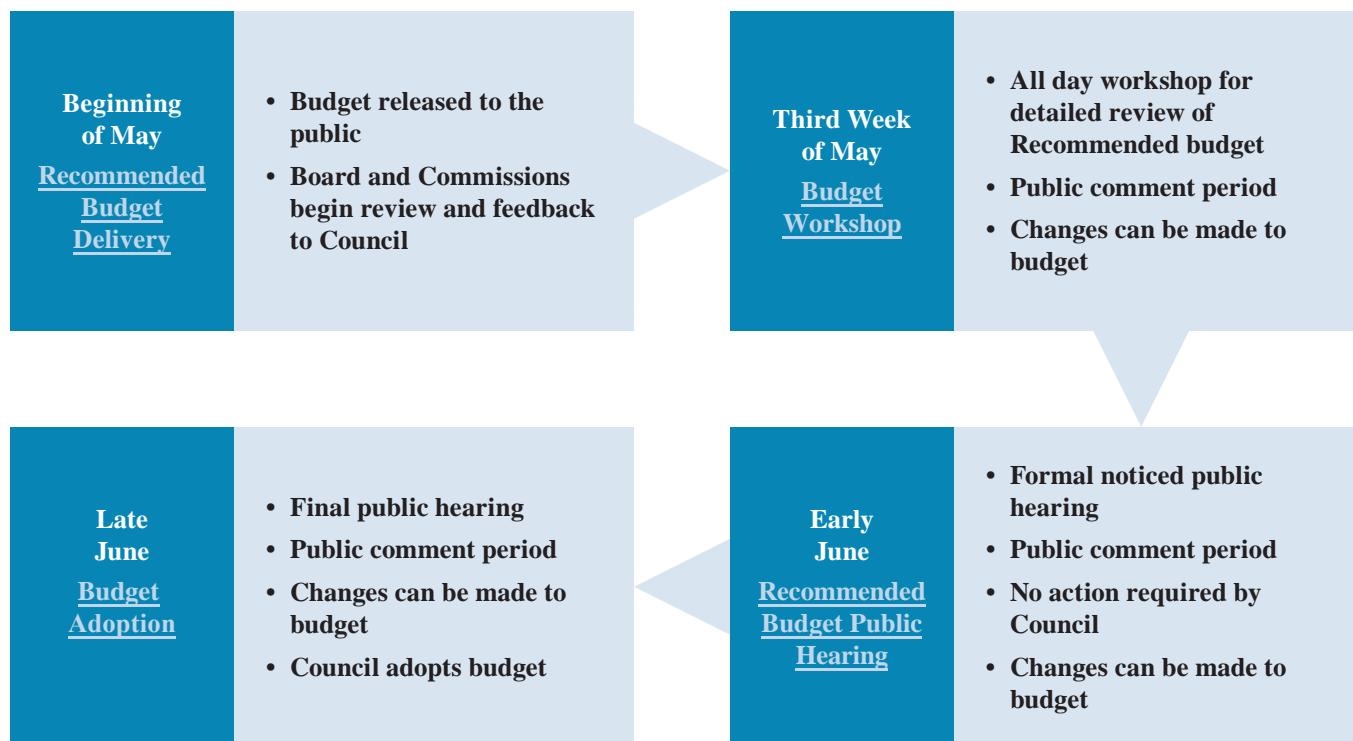 Beginning
of May
Recommended
Budget
Delivery
• Budget released to the
public
• Board and Commissions
begin review and feedback
to Council
Third Week
of May
Budget
Workshop
• All day workshop for
detailed review of
Recommended budget
• Public comment period
• Changes can be made to
budget
Early
June
Recommended
Budget Public
Hearing
• Formal noticed public
hearing
• Public comment period
• No action required by
Council
• Changes can be made to
budget
Late
June
Budget
Adoption
• Final public hearing
• Public comment period
• Changes can be made to
budget
• Council adopts budget